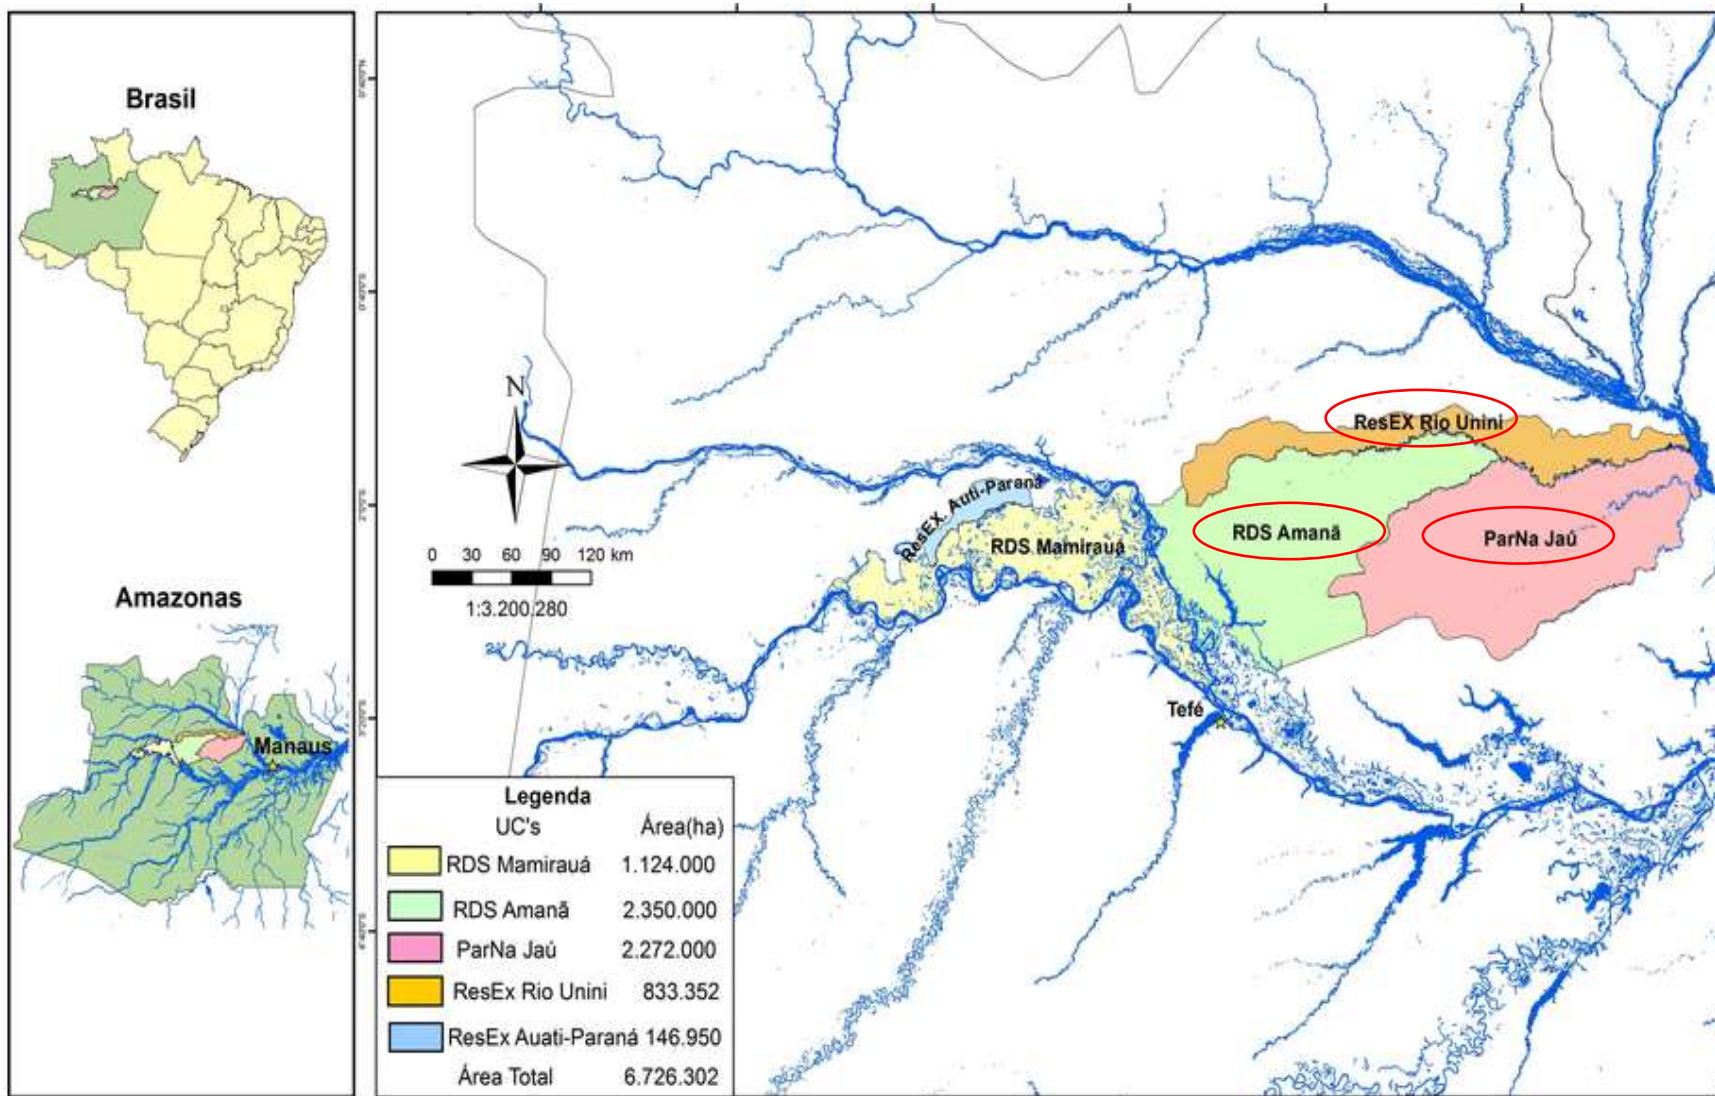 Brasil
Amazonas
Manaus
N
0 30 60 90 120 km
1:3.200.280
ResEX. Auti-Paraná
RDS Mamirauá
ResEX Rio Unini
RDS Amanã
ParNa Jaú
Tefé
Legenda
UC's Área(ha)
RDS Mamirauá 1.124.000
RDS Amanã 2.350.000
ParNa Jaú 2.272.000
ResEx Rio Unini 833.352
ResEx Auati-Paraná 146.950
Área Total 6.726.302